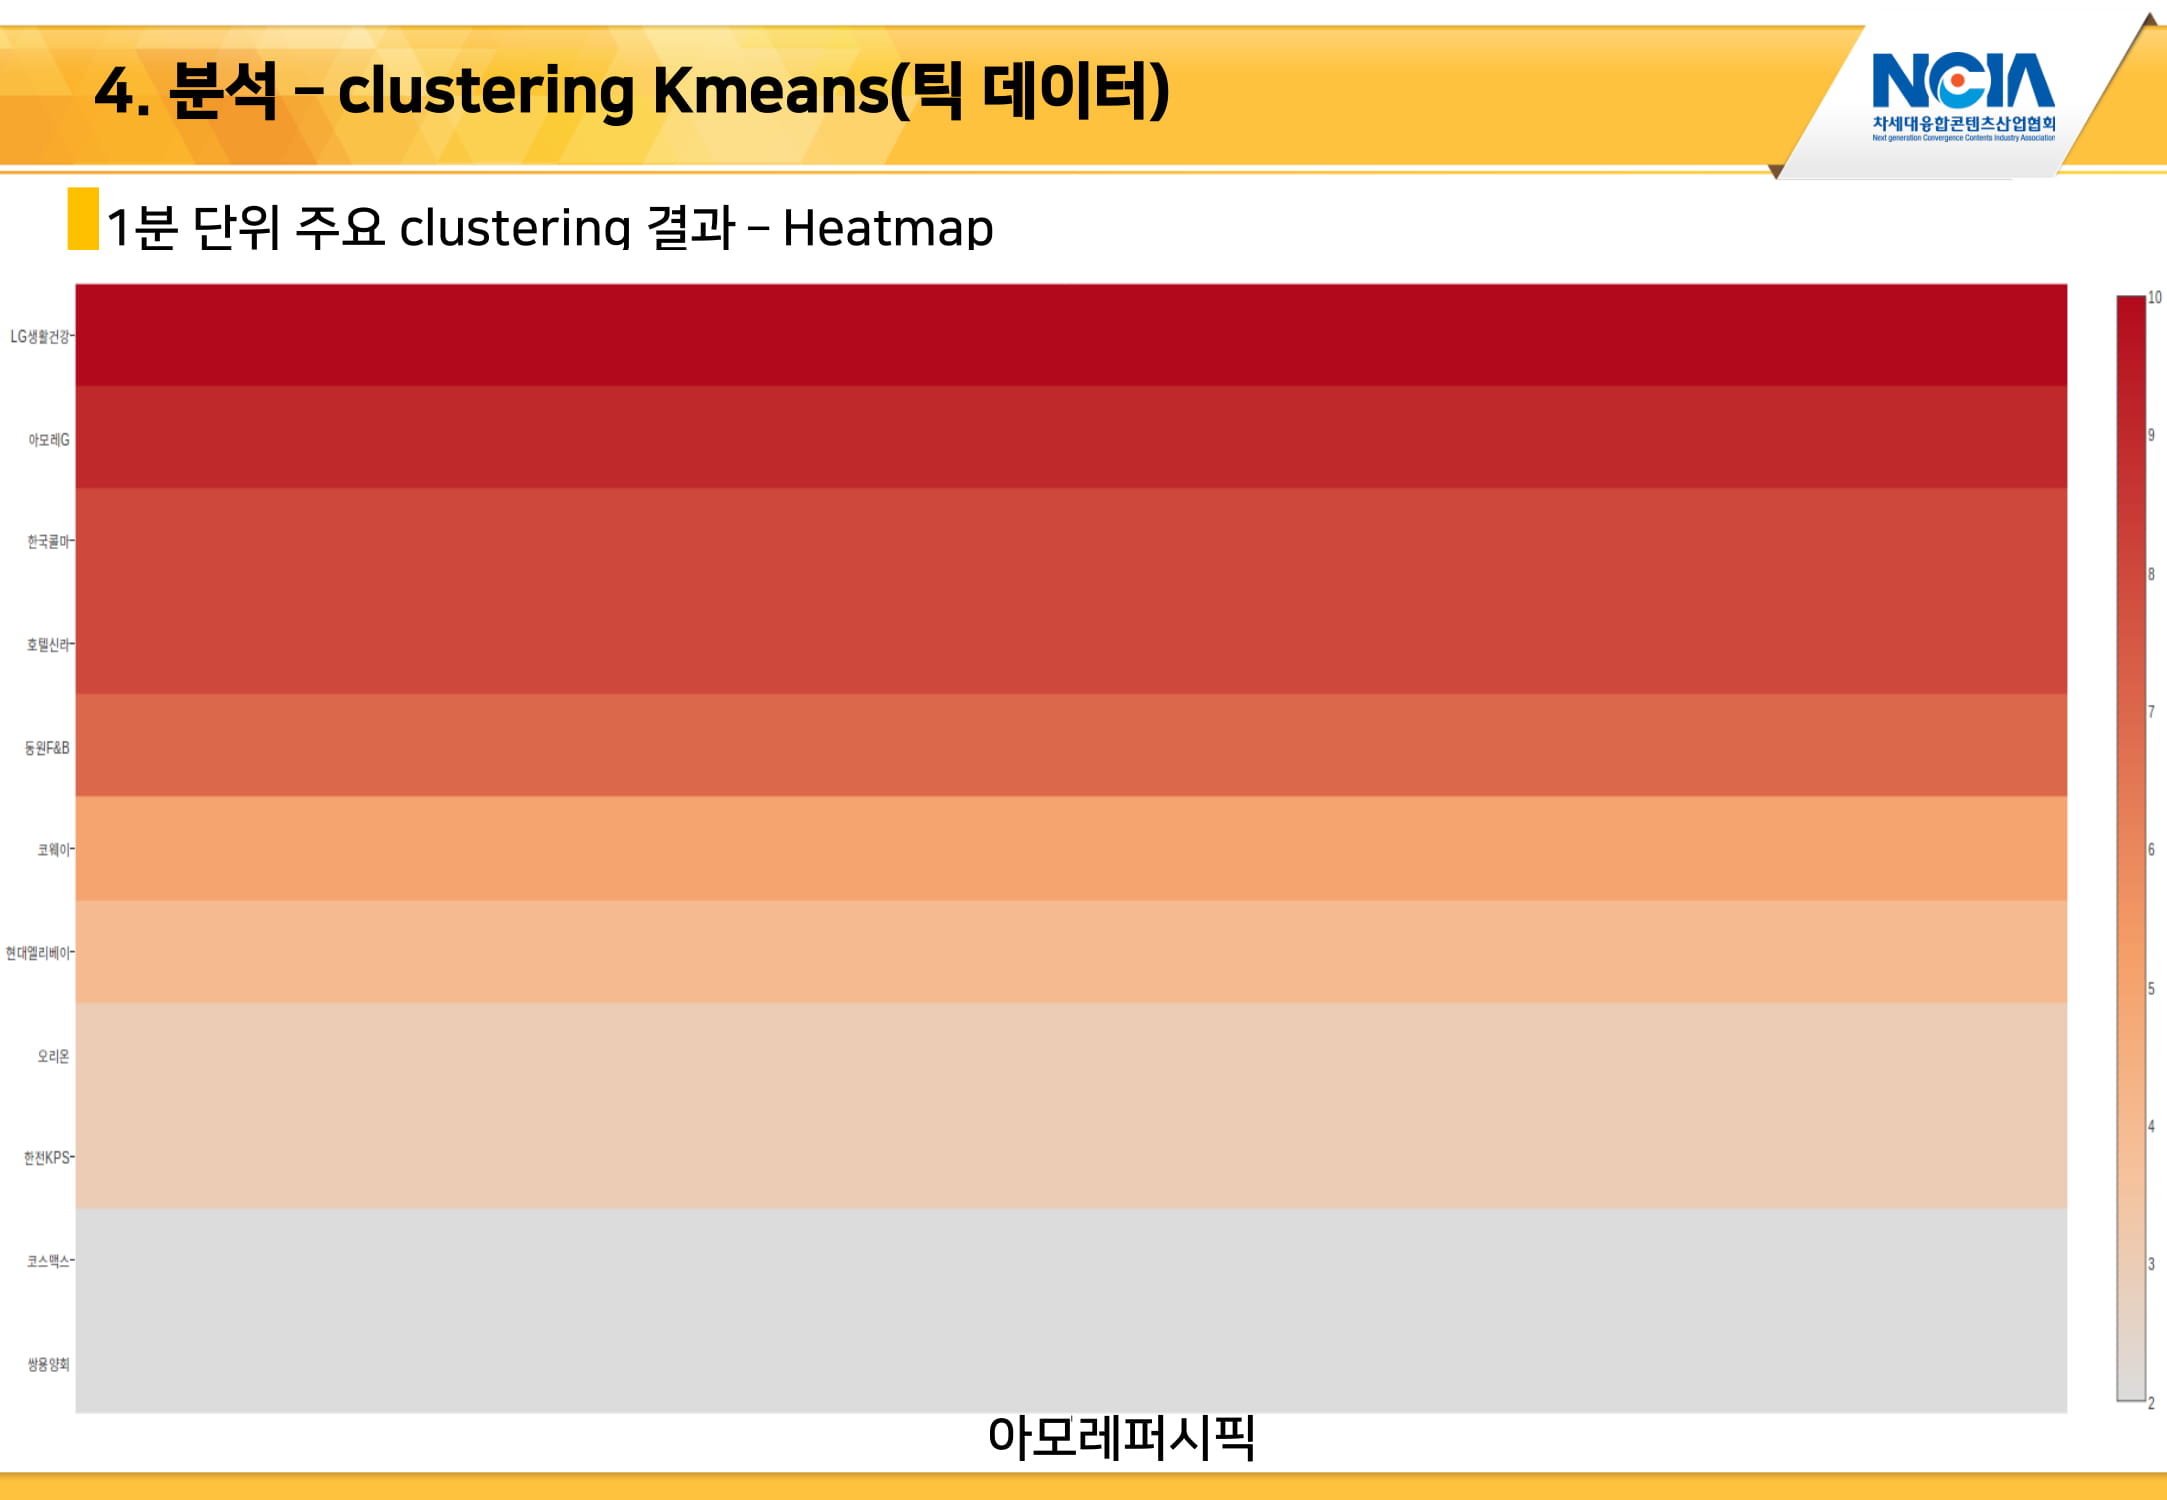 4. 분석 – clustering Kmeans(틱 데이터)
NCIA
차세대융합콘텐츠산업협회
Next generation Convergence Contents Industry Association
1분 단위 주요 clustering 결과 – Heatmap
LG생활건강
아모레G
한국콜마
호텔신라
동원F&B
코웨이
현대엘리베이
오리온
한전KPS
코스맥스
쌍용양회
10
9
8
7
6
5
4
3
2
아모레퍼시픽